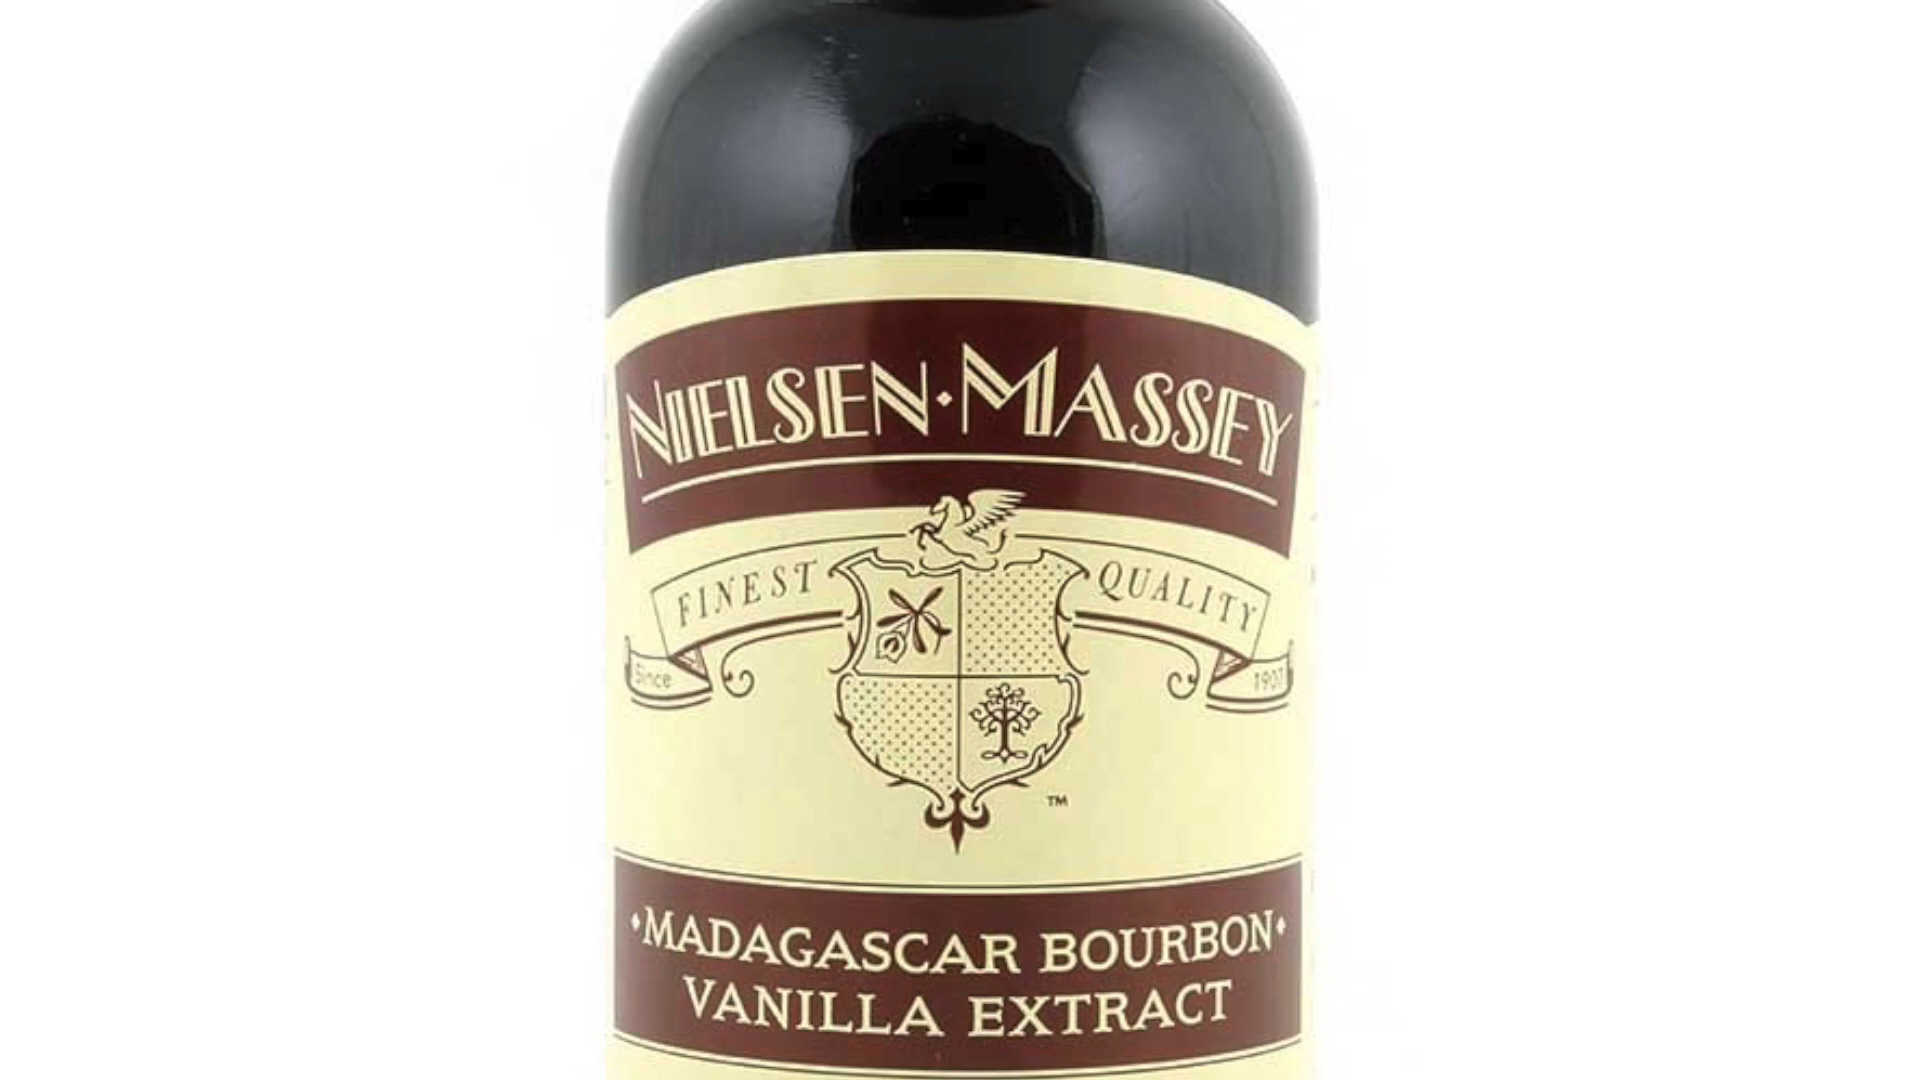 NIELSEN·MASSEY
FINEST QUALITY
Since 1907
TM
·MADAGASCAR BOURBON·
VANILLA EXTRACT